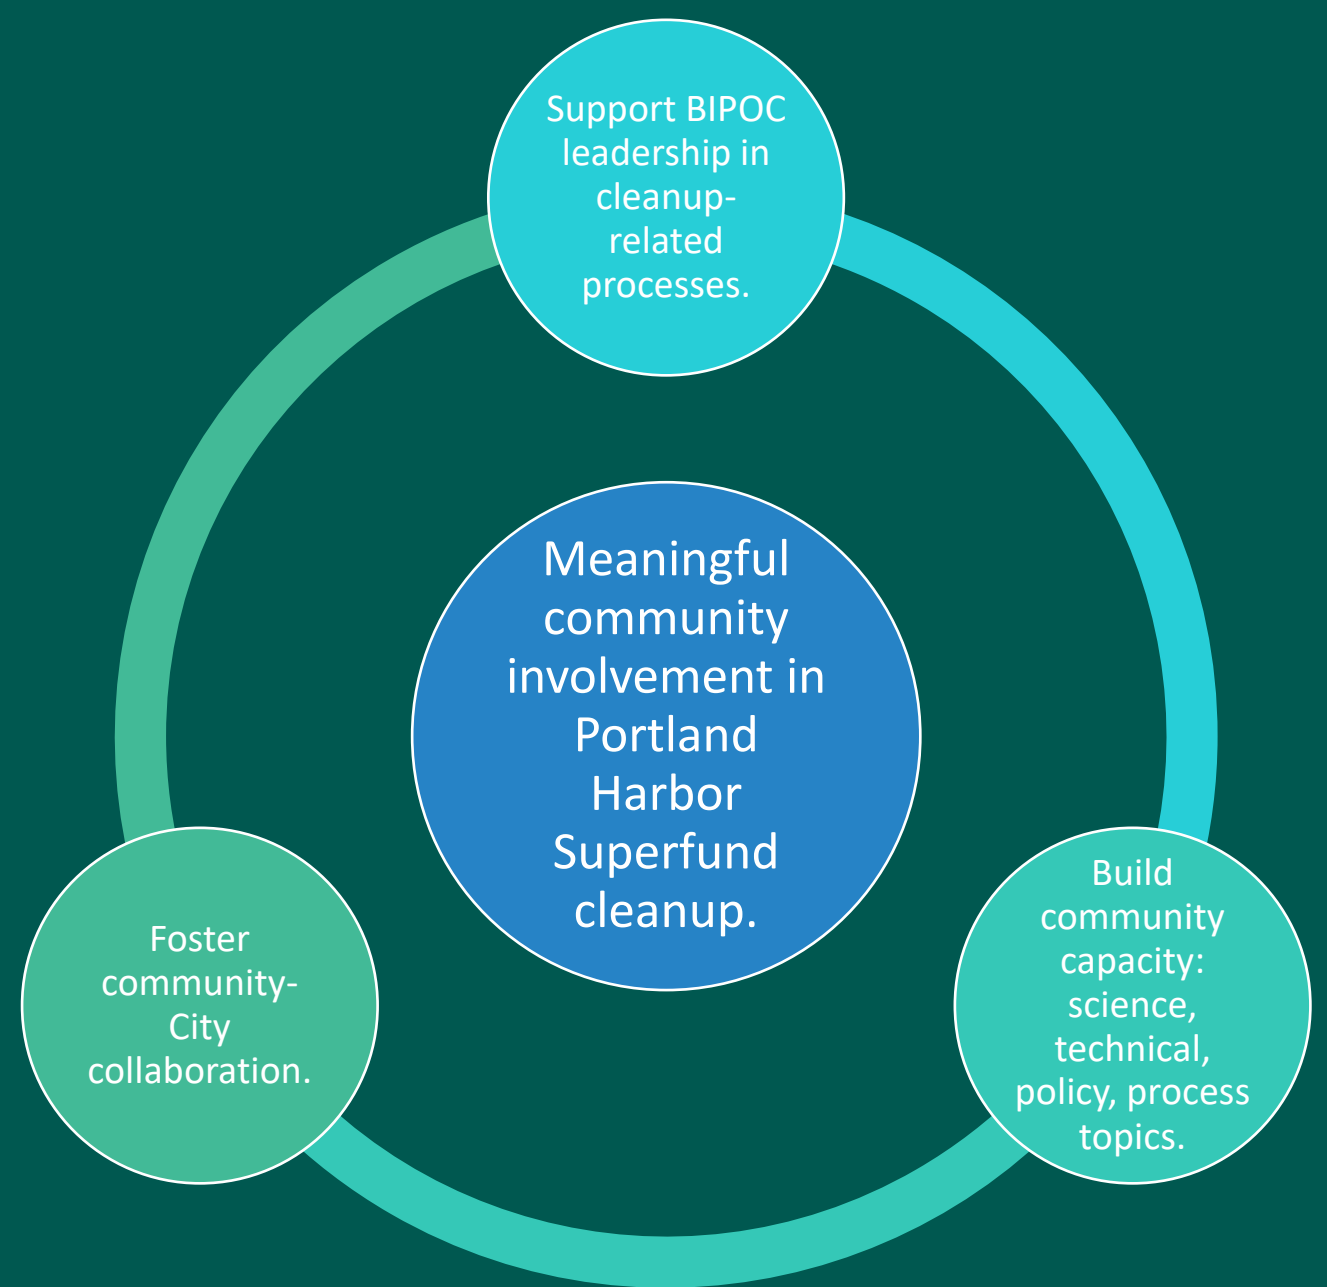 Support BIPOC
leadership in
cleanup-
related
processes.
Meaningful
community
involvement in
Portland
Harbor
Superfund
cleanup.
Build
community
capacity:
science,
technical,
policy, process
topics.
Foster
community-
City
collaboration.